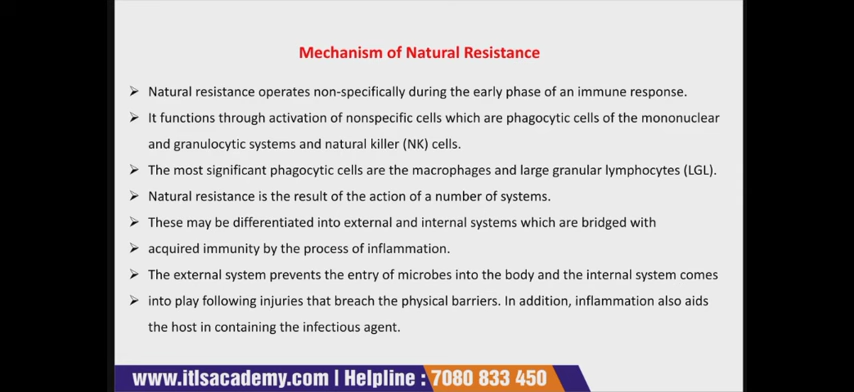 Mechanism of Natural Resistance
➢ Natural resistance operates non-specifically during the early phase of an immune response.
➢ It functions through activation of nonspecific cells which are phagocytic cells of the mononuclear
and granulocytic systems and natural killer (NK) cells.
➢ The most significant phagocytic cells are the macrophages and large granular lymphocytes (LGL).
➢ Natural resistance is the result of the action of a number of systems.
➢ These may be differentiated into external and internal systems which are bridged with
➢ acquired immunity by the process of inflammation.
➢ The external system prevents the entry of microbes into the body and the internal system comes
➢ into play following injuries that breach the physical barriers. In addition, inflammation also aids
the host in containing the infectious agent.
www.itlsacademy.com | Helpline : 7080 833 450